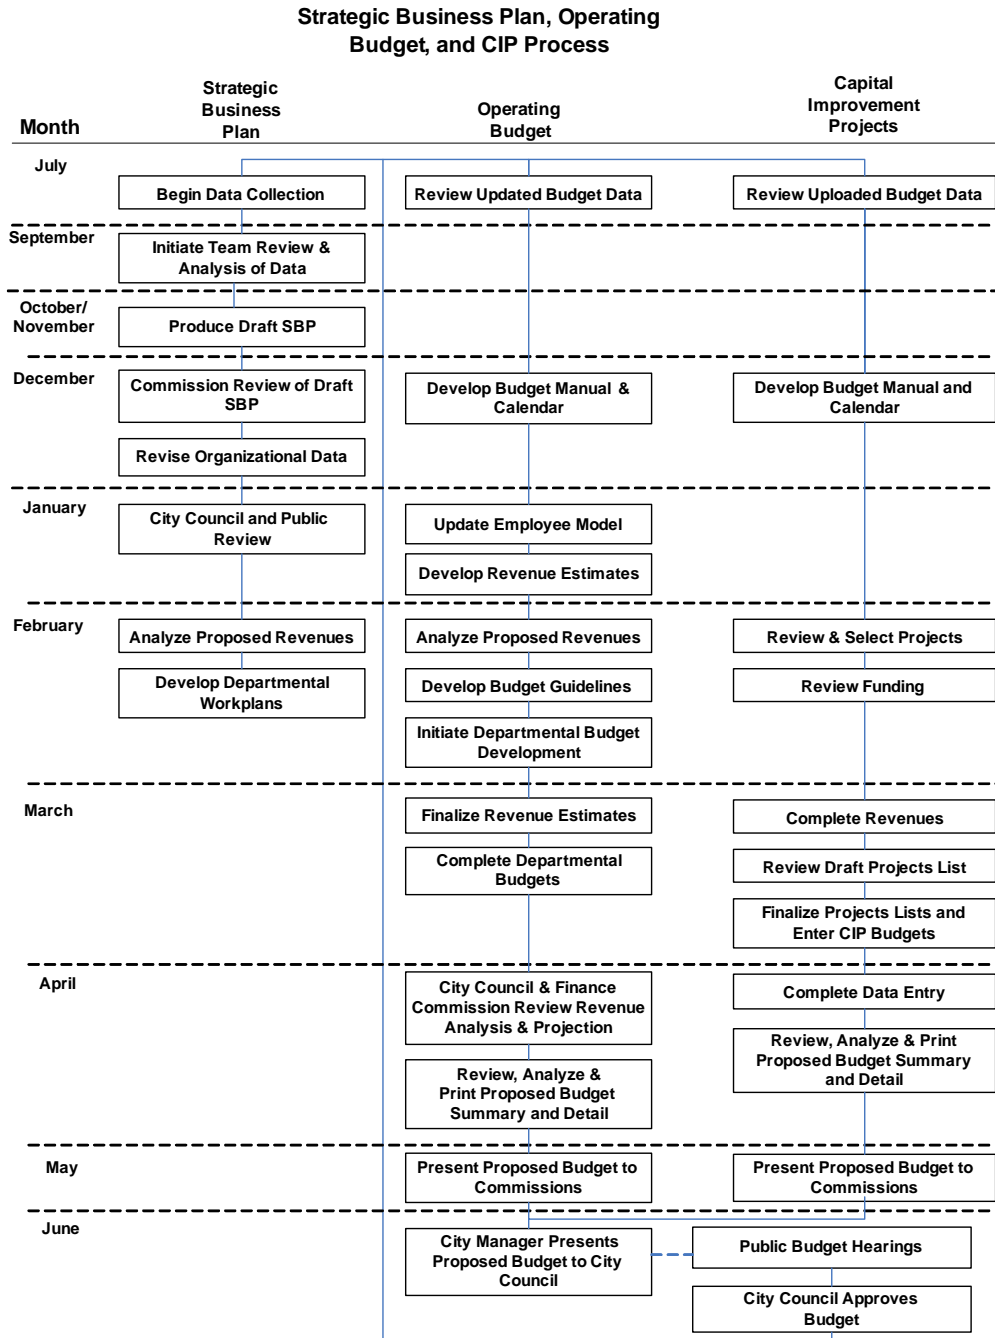 Strategic Business Plan, Operating
Budget, and CIP Process
Month
Strategic
Business
Plan
Operating
Budget
Capital
Improvement
Projects
July
Begin Data Collection
Review Updated Budget Data
Review Uploaded Budget Data
September
Initiate Team Review &
Analysis of Data
October/
November
Produce Draft SBP
December
Commission Review of Draft
SBP
Develop Budget Manual & 
Calendar
Develop Budget Manual and
Calendar
Revise Organizational Data
January
City Council and Public
Review
Update Employee Model
Develop Revenue Estimates
February
Analyze Proposed Revenues
Analyze Proposed Revenues
Review & Select Projects
Develop Departmental
Workplans
Develop Budget Guidelines
Review Funding
Initiate Departmental Budget
Development
March
Finalize Revenue Estimates
Complete Revenues
Complete Departmental
Budgets
Review Draft Projects List
Finalize Projects Lists and
Enter CIP Budgets
April
City Council & Finance
Commission Review Revenue
Analysis & Projection
Complete Data Entry
Review, Analyze &
Print Proposed Budget
Summary and Detail
Review, Analyze & Print
Proposed Budget Summary
and Detail
May
Present Proposed Budget to
Commissions
Present Proposed Budget to
Commissions
June
City Manager Presents
Proposed Budget to City
Council
Public Budget Hearings
City Council Approves
Budget